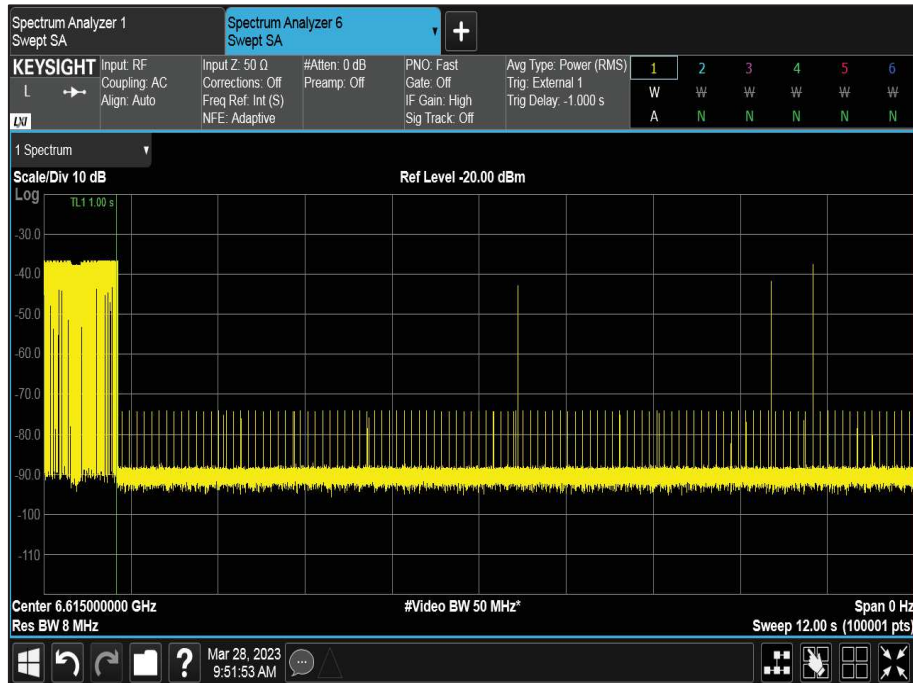 Spectrum Analyzer 1
Swept SA
Spectrum Analyzer 6
Swept SA
KEYSIGHT
L
LXI
Input: RF
Coupling: AC
Align: Auto
Input Z: 50 Ω
Corrections: Off
Freq Ref: Int (S)
NFE: Adaptive
#Atten: 0 dB
Preamp: Off
PNO: Fast
Gate: Off
IF Gain: High
Sig Track: Off
Avg Type: Power (RMS)
Trig: External 1
Trig Delay: -1.000 s
1 2 3 4 5 6
W W W W W W
A N N N N N
1 Spectrum
Scale/Div 10 dB
Ref Level -20.00 dBm
Log
TL1 1.00 s
-30.0
-40.0
-50.0
-60.0
-70.0
-80.0
-90.0
-100
-110
Center 6.615000000 GHz
#Video BW 50 MHz*
Span 0 Hz
Res BW 8 MHz
Sweep 12.00 s (100001 pts)
Mar 28, 2023
9:51:53 AM